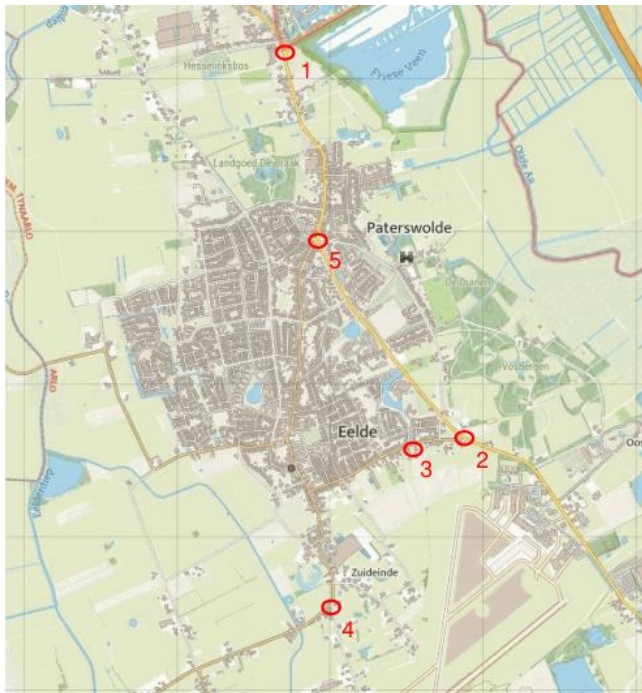 Hesselinksbos
1
Friese Veen
Landgoed De Braak
Oude Aa
Paterswolde
5
De Duinen
Vosbergen
Eelde
3
2
Zuideinde
4